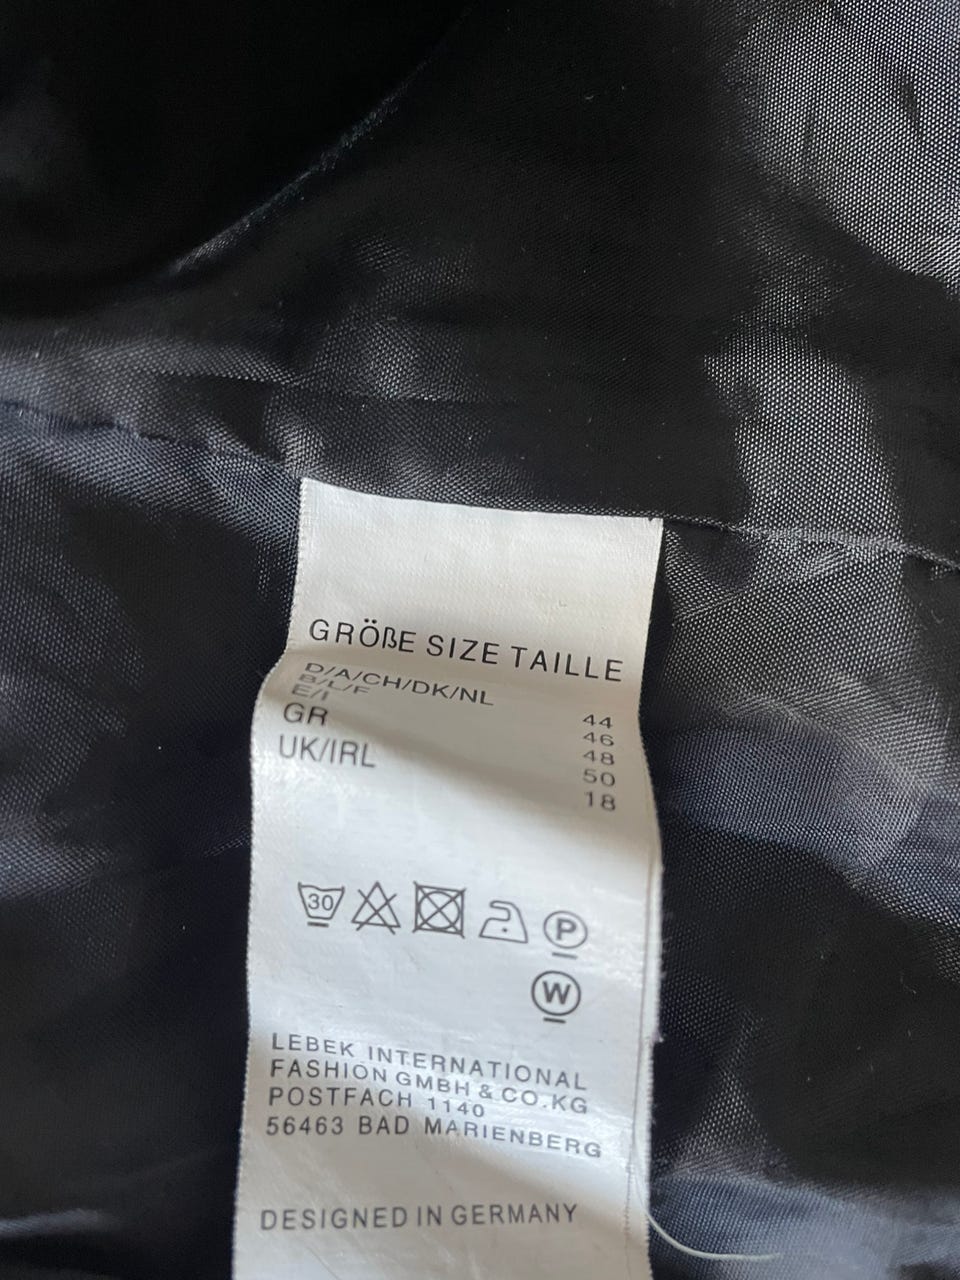 GRÖßE SIZE TAILLE
D/A/CH/DK/NL 44
B/L/F 46
E/I 48
GR 50
UK/IRL 18
30
P
W
LEBEK INTERNATIONAL
FASHION GMBH & CO.KG
POSTFACH 1140
56463 BAD MARIENBERG
DESIGNED IN GERMANY